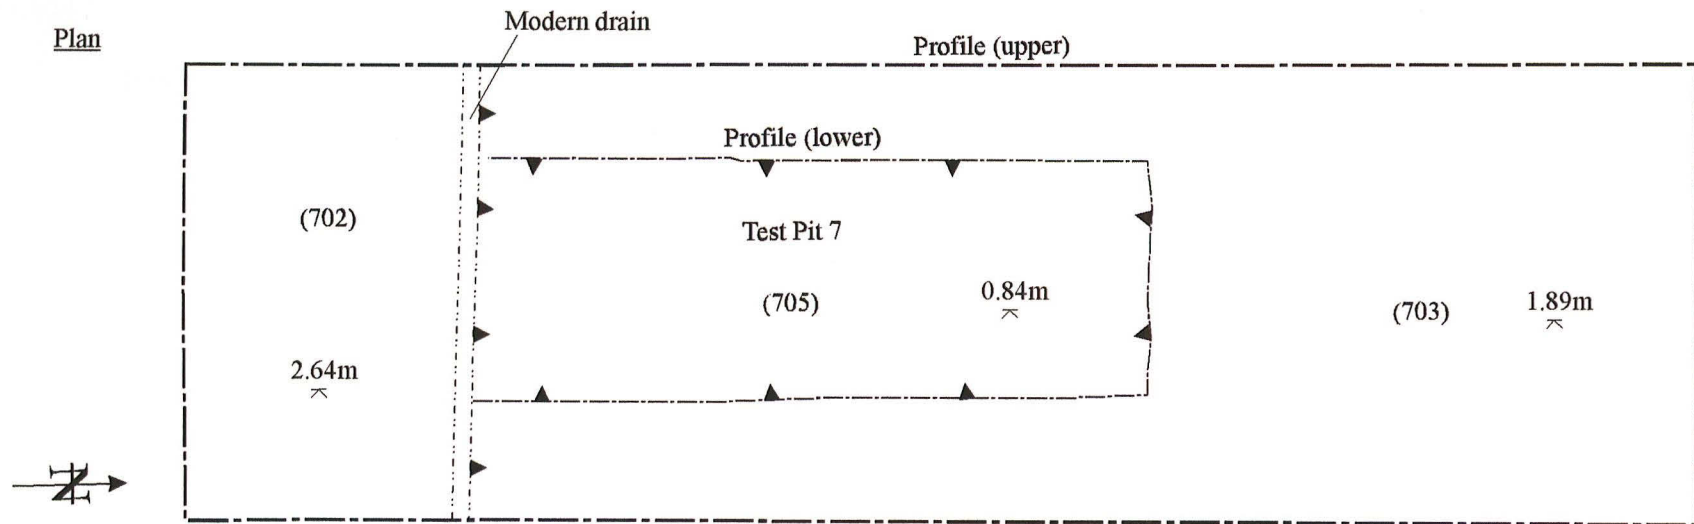 Plan
Modern drain
Profile (upper)
Profile (lower)
(702)
Test Pit 7
(705)
0.84m
(703)
1.89m
2.64m
N